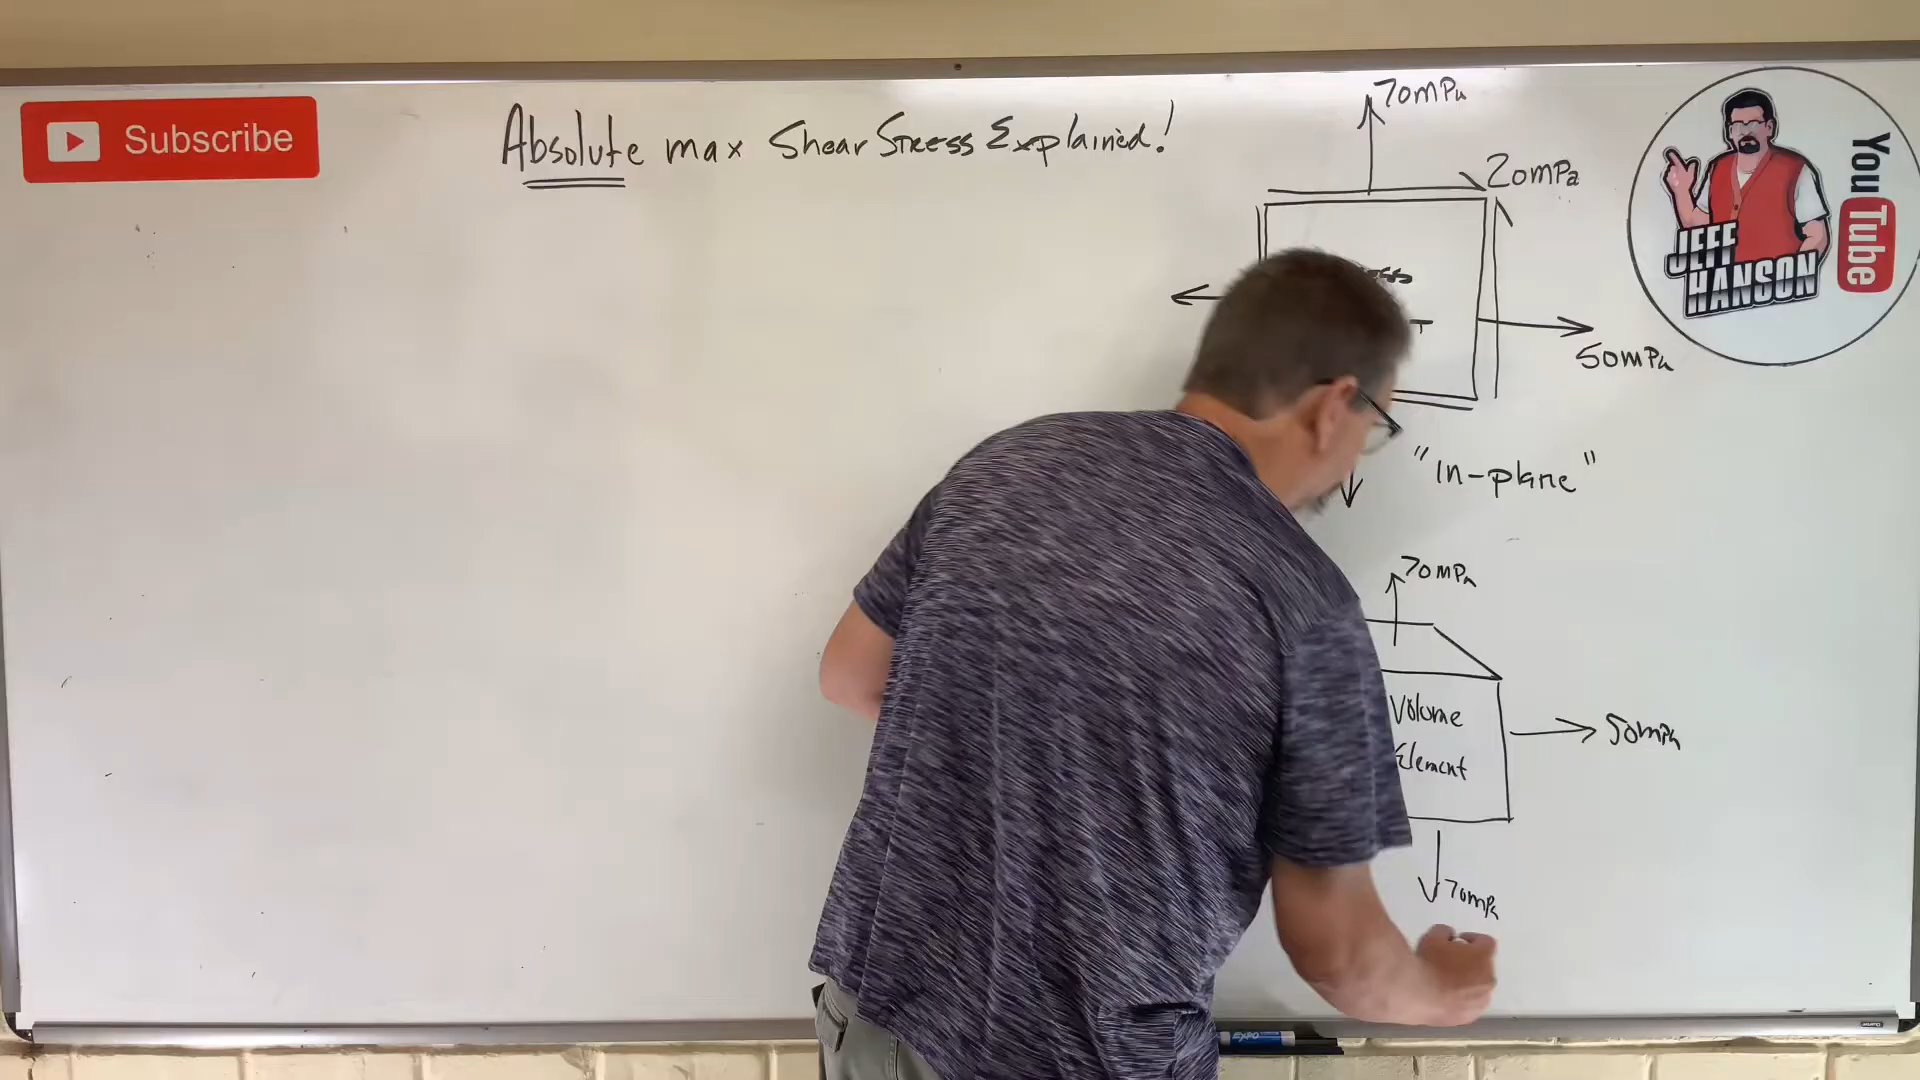 Subscribe
Absolute max Shear Stress Explained!
70mPa
20mPa
50mPa
"in-plane"
70mPa
Volume
Element
50mPa
70mPa
JEFF
HANSON
YouTube
EXPO